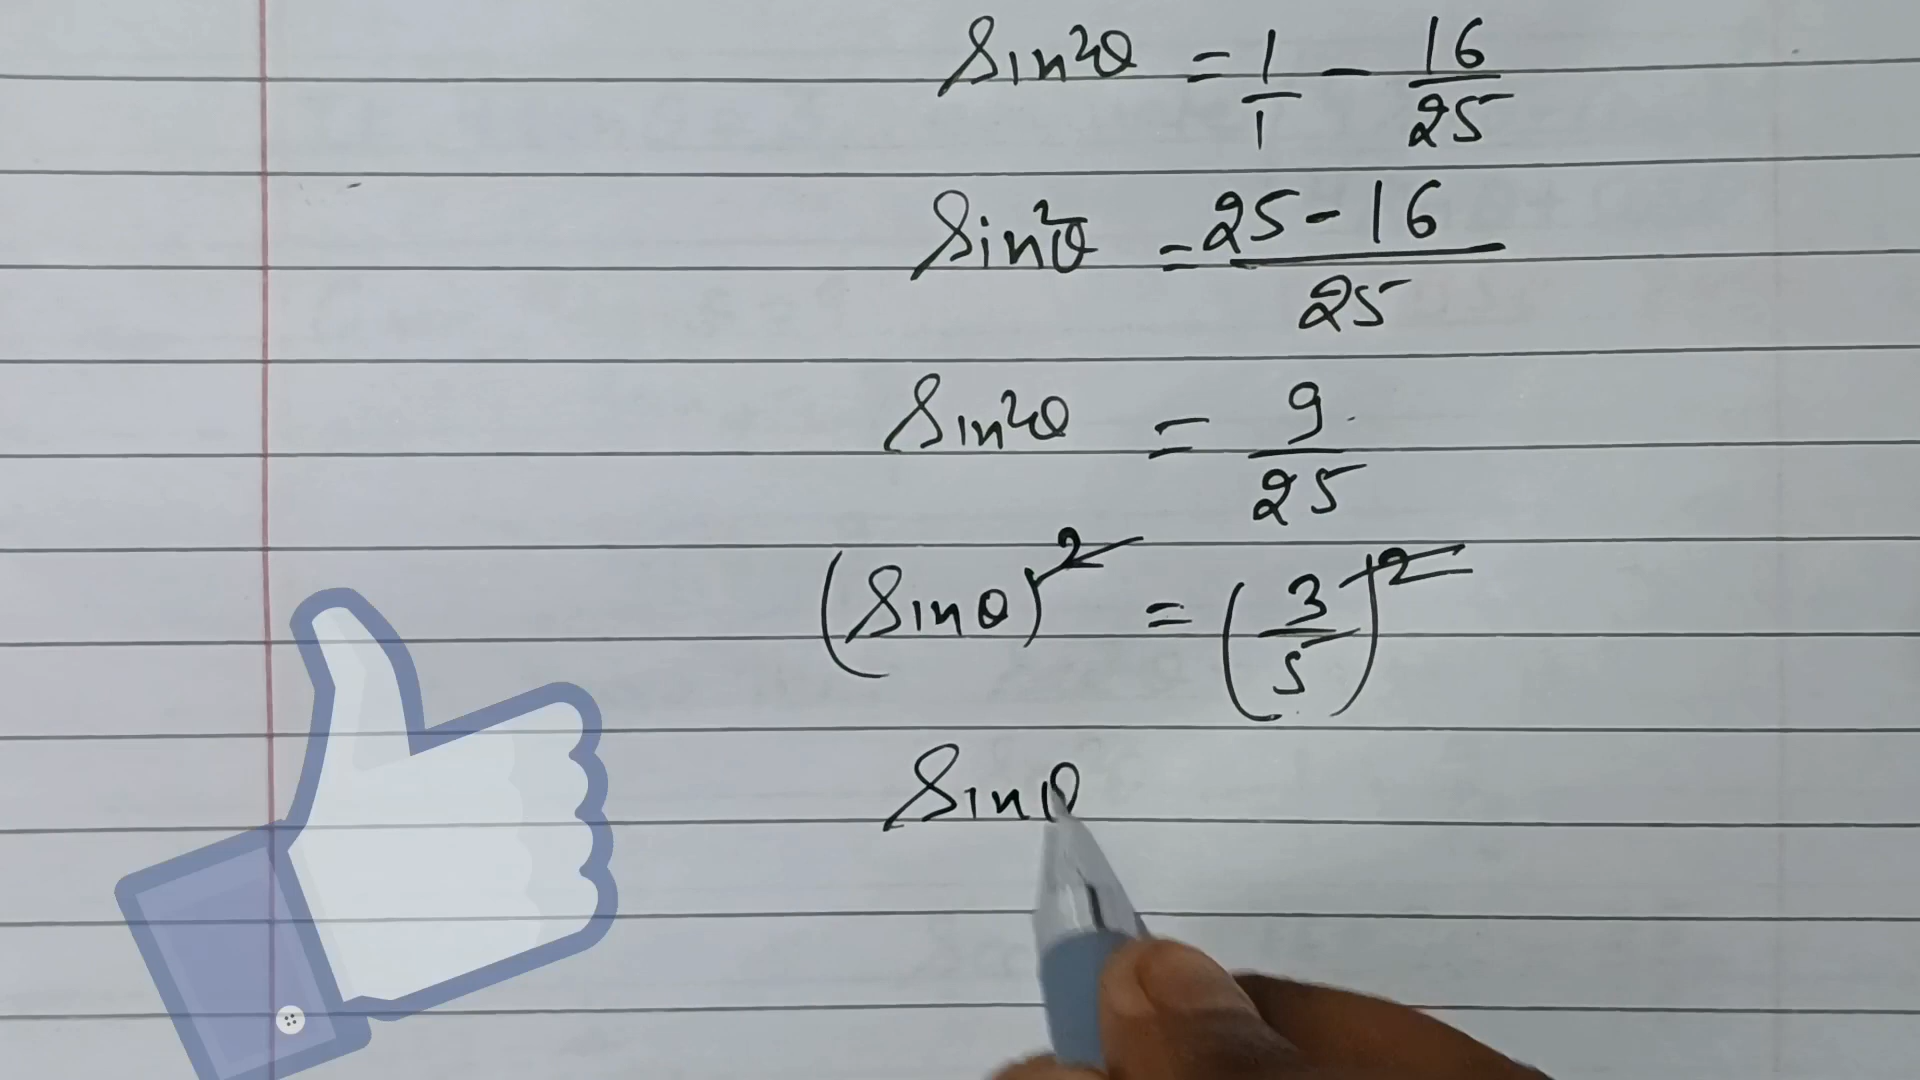 Sin²θ = 1/1 - 16/25
Sin²θ = 25-16/25
Sin²θ = 9/25
(Sinθ)² = (3/5)²
Sinθ